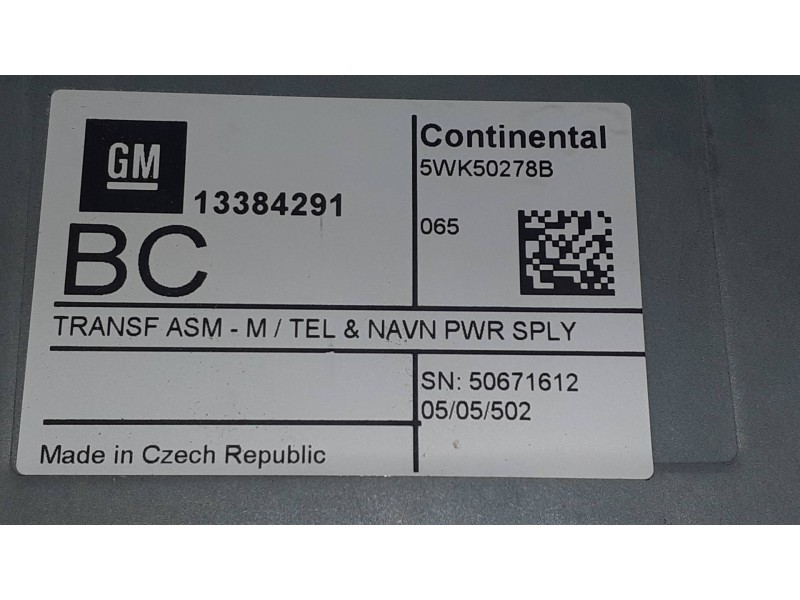 GM
13384291
BC
Continental
5WK50278B
065
TRANSF ASM - M / TEL & NAVN PWR SPLY
SN: 50671612
05/05/502
Made in Czech Republic